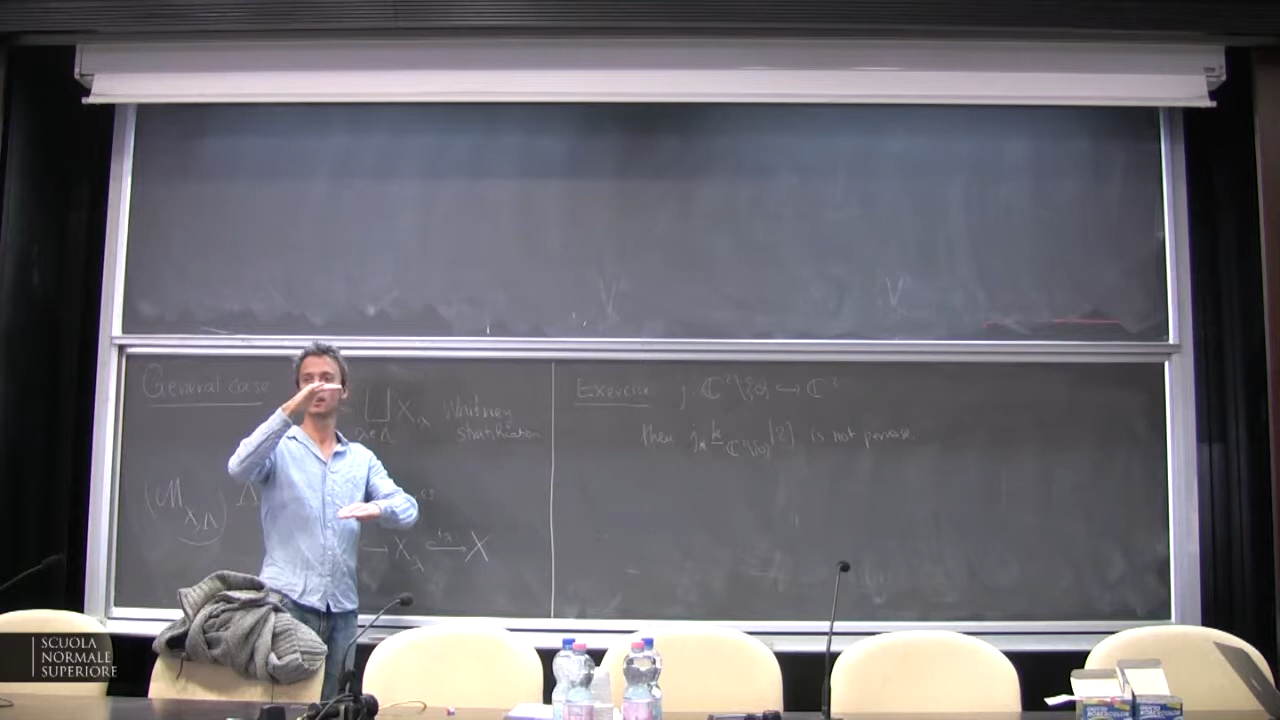 General case
∐ X_λ Whitney
λ∈Λ stratification
(M_{X,Λ}) Λ
→ X_λ ↪ X
Exercise j: ℂ²\{0} ↪ ℂ²
then j_* k_{ℂ²\{0}}[2] is not perverse.
SCUOLA
NORMALE
SUPERIORE